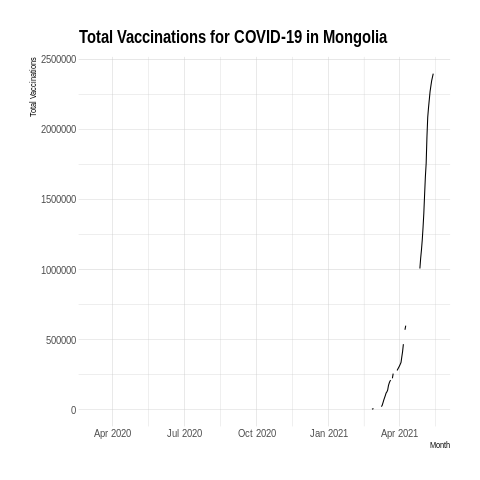 Total Vaccinations for COVID-19 in Mongolia
Total Vaccinations
2500000
2000000
1500000
1000000
500000
0
Apr 2020 Jul 2020 Oct 2020 Jan 2021 Apr 2021
Month